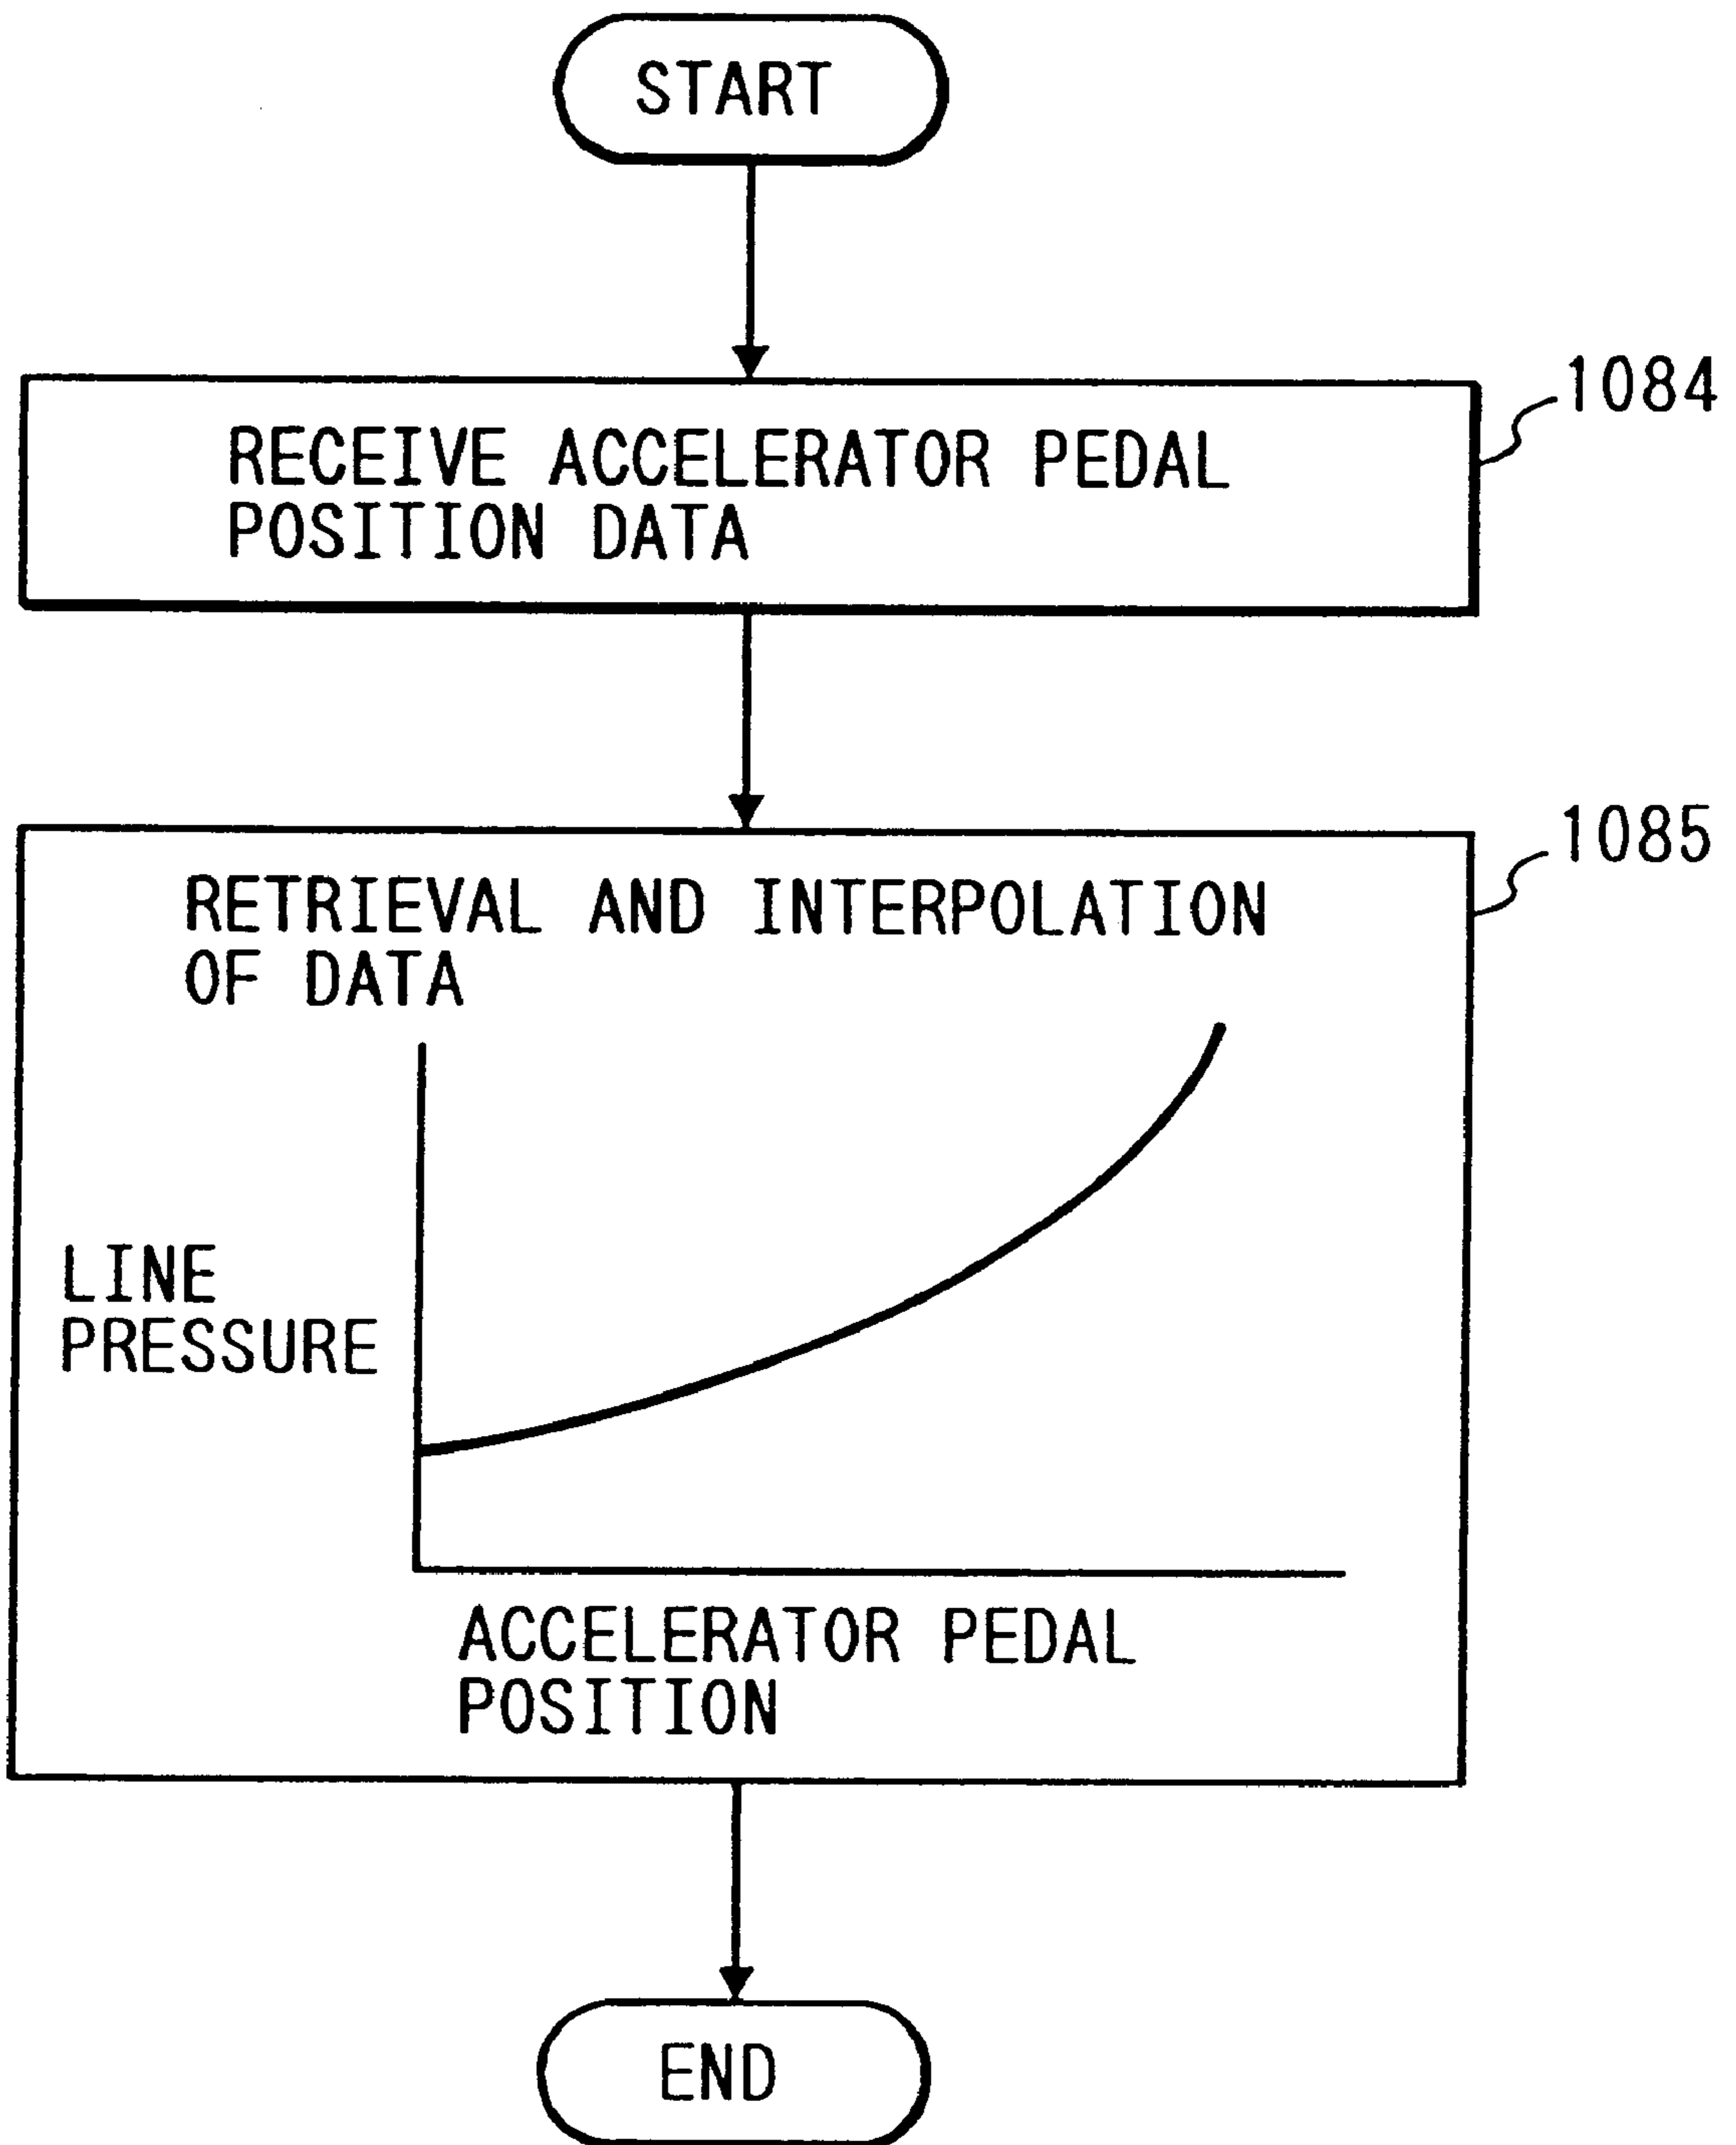 START
1084
RECEIVE ACCELERATOR PEDAL
POSITION DATA
1085
RETRIEVAL AND INTERPOLATION
OF DATA
LINE
PRESSURE
ACCELERATOR PEDAL
POSITION
END